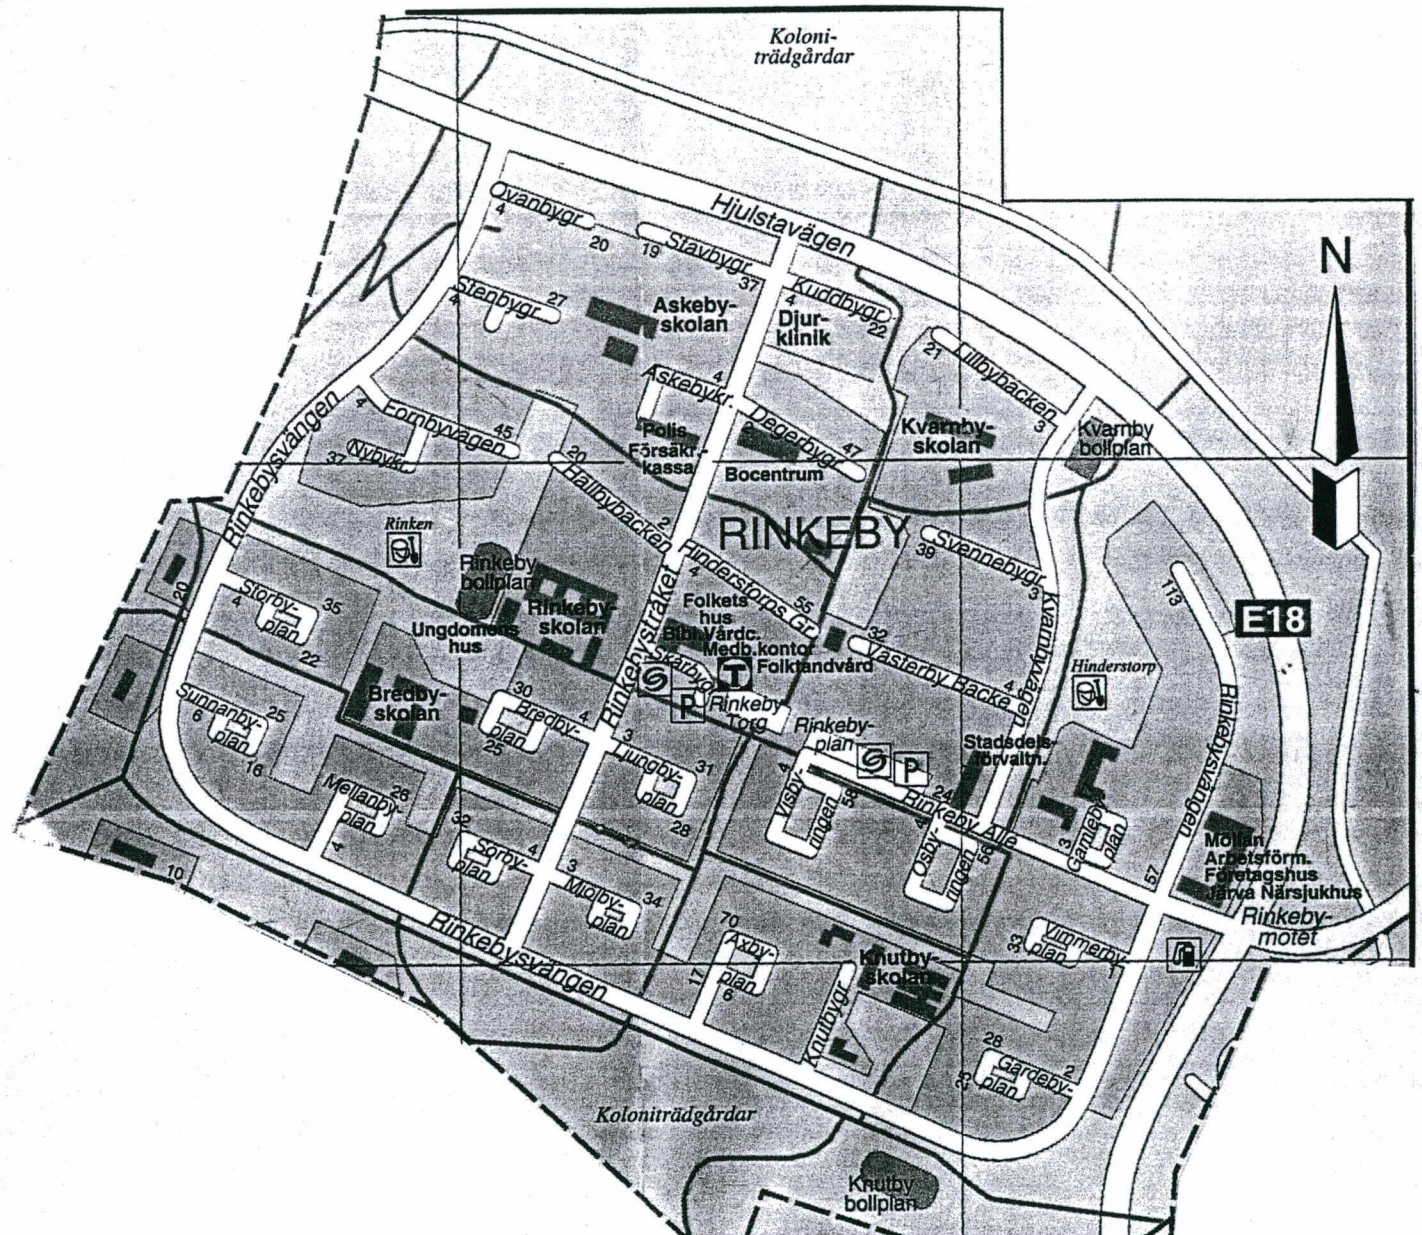 Koloni-
trädgårdar
N
Hjulstavägen
Ovanbygr.
4
20
19
Stavbygr.
37
Stenbygr.
4
27
Askeby-
skolan
4
Kuddbygr.
22
Djur-
klinik
21
Lillbybacken
3
4
Askebykr.
Degerbygr.
2
47
Kvarnby-
skolan
Kvarnby
bollplan
Rinkebysvängen
4
Fornbyvägen
45
37
Nybykr.
Polis
Försäkr.-
kassa
Bocentrum
20
Hällbybacken
2
RINKEBY
39
Svennebygr.
3
Rinken
Rinkeby
bollplan
Rinkeby-
skolan
Ungdomens
hus
Hinderstorps Gr.
4
55
Folkets
hus
Bibl. Vårdc.
Medb.kontor
Folktandvård
Skårbygr.
T
P
Rinkeby
Torg
Rinkebystråket
Kvarnbyvägen
113
E18
20
Storby-
plan
4
35
22
32
Västerby Backe
4
Hinderstorp
Rinkebysvängen
Sunnanby-
plan
6
25
16
Bredby-
skolan
30
Bredby-
plan
4
25
3
Ljungby-
plan
31
28
Rinkeby-
plan
P
Stadsdels-
förvaltn.
4
Visby-
ringen
58
24
Rinkeby Allé
4
Osby-
ringen
56
3
Gamleby
plan
Möllan
Arbetsförm.
Företagshus
Järva Närsjukhus
57
Rinkeby-
motet
Mellanby-
plan
26
4
32
Sörby-
plan
4
3
Mjölby-
plan
34
10
Rinkebysvängen
70
Axby-
plan
17
6
Knutby-
skolan
Knutbygr.
33
Vimmerby
plan
1
28
Gärdeby-
plan
2
25
Koloniträdgårdar
Knutby
bollplan